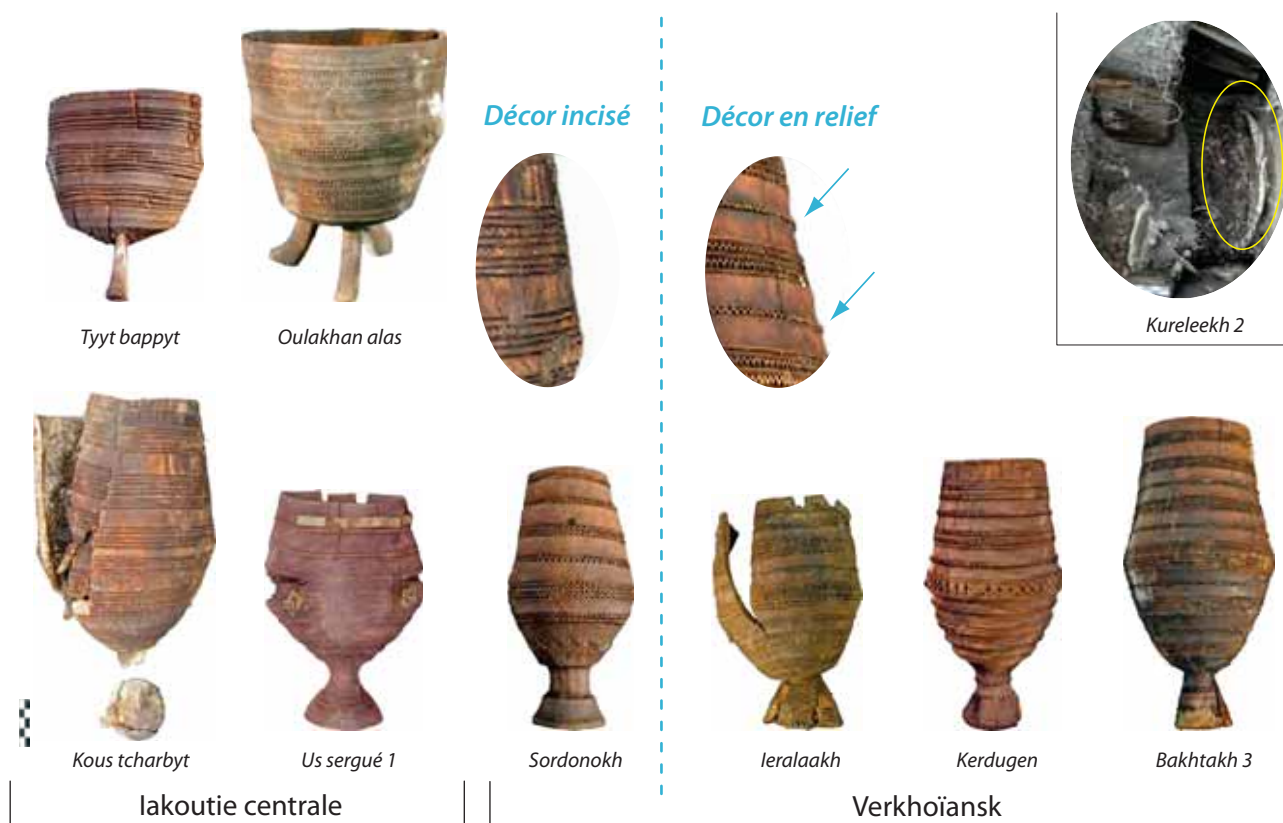 Décor incisé
Décor en relief
Tyyt bappyt
Oulakhan alas
Kureleekh 2
Kous tcharbyt
Us sergué 1
Sordonokh
Ieralaakh
Kerdugen
Bakhtakh 3
Iakoutie centrale
Verkhoïansk